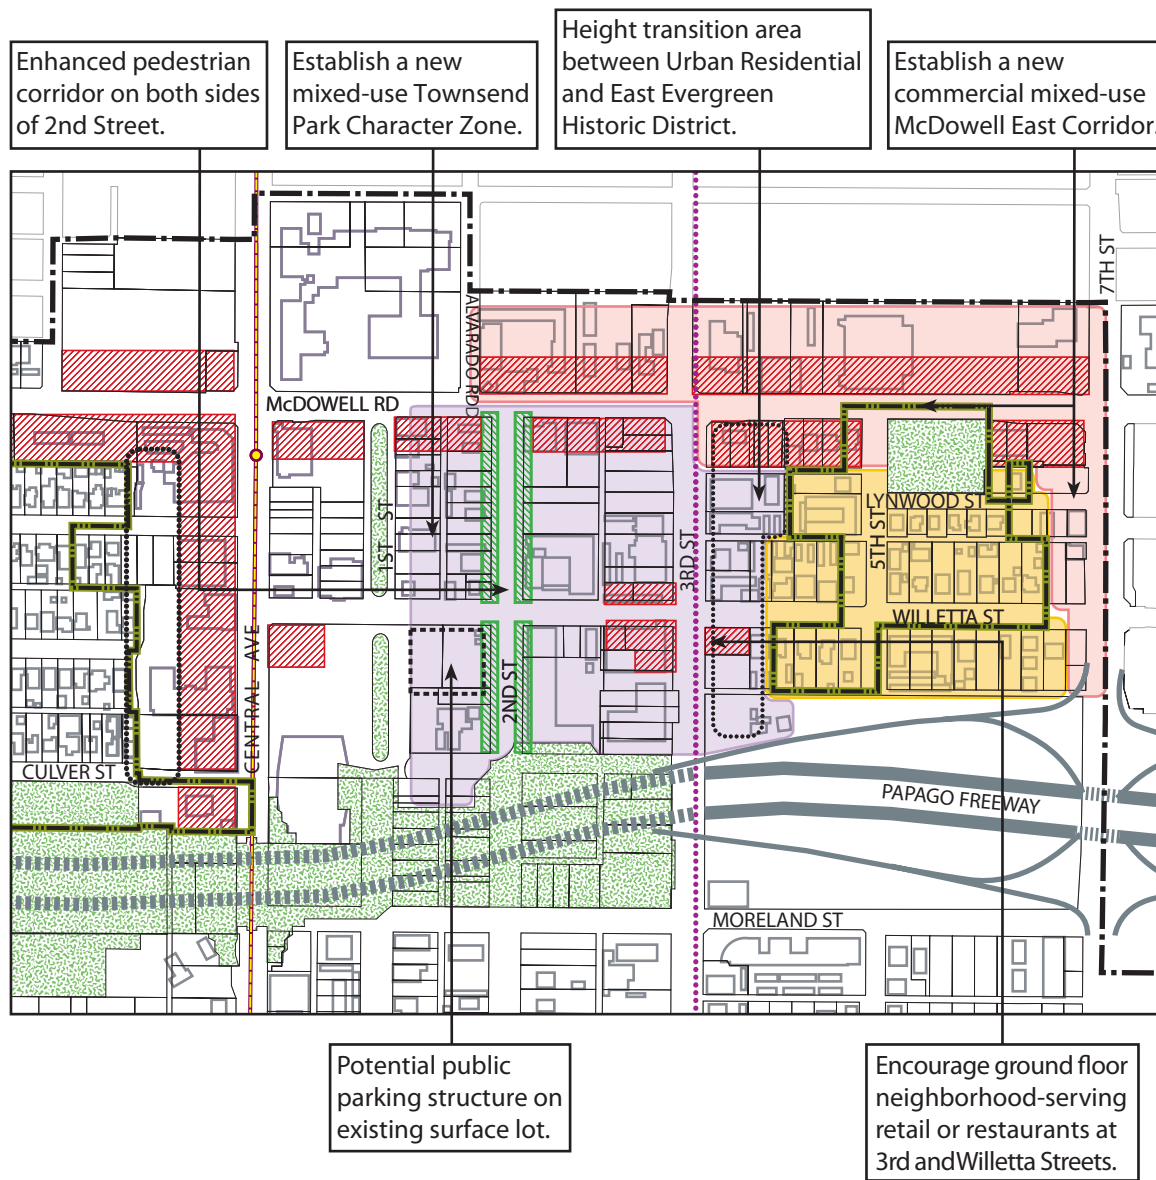 Enhanced pedestrian
corridor on both sides
of 2nd Street.
Establish a new
mixed-use Townsend
Park Character Zone.
Height transition area
between Urban Residential
and East Evergreen
Historic District.
Establish a new
commercial mixed-use
McDowell East Corridor.
7TH ST
AVARADO RDD
McDOWELL RD
1ST ST
3RD ST
LYNWOOD ST
5TH ST
WILLETTA ST
2ND ST
CENTRAL AVE
CULVER ST
PAPAGO FREEWAY
MORELAND ST
Potential public
parking structure on
existing surface lot.
Encourage ground floor
neighborhood-serving
retail or restaurants at
3rd and Willetta Streets.